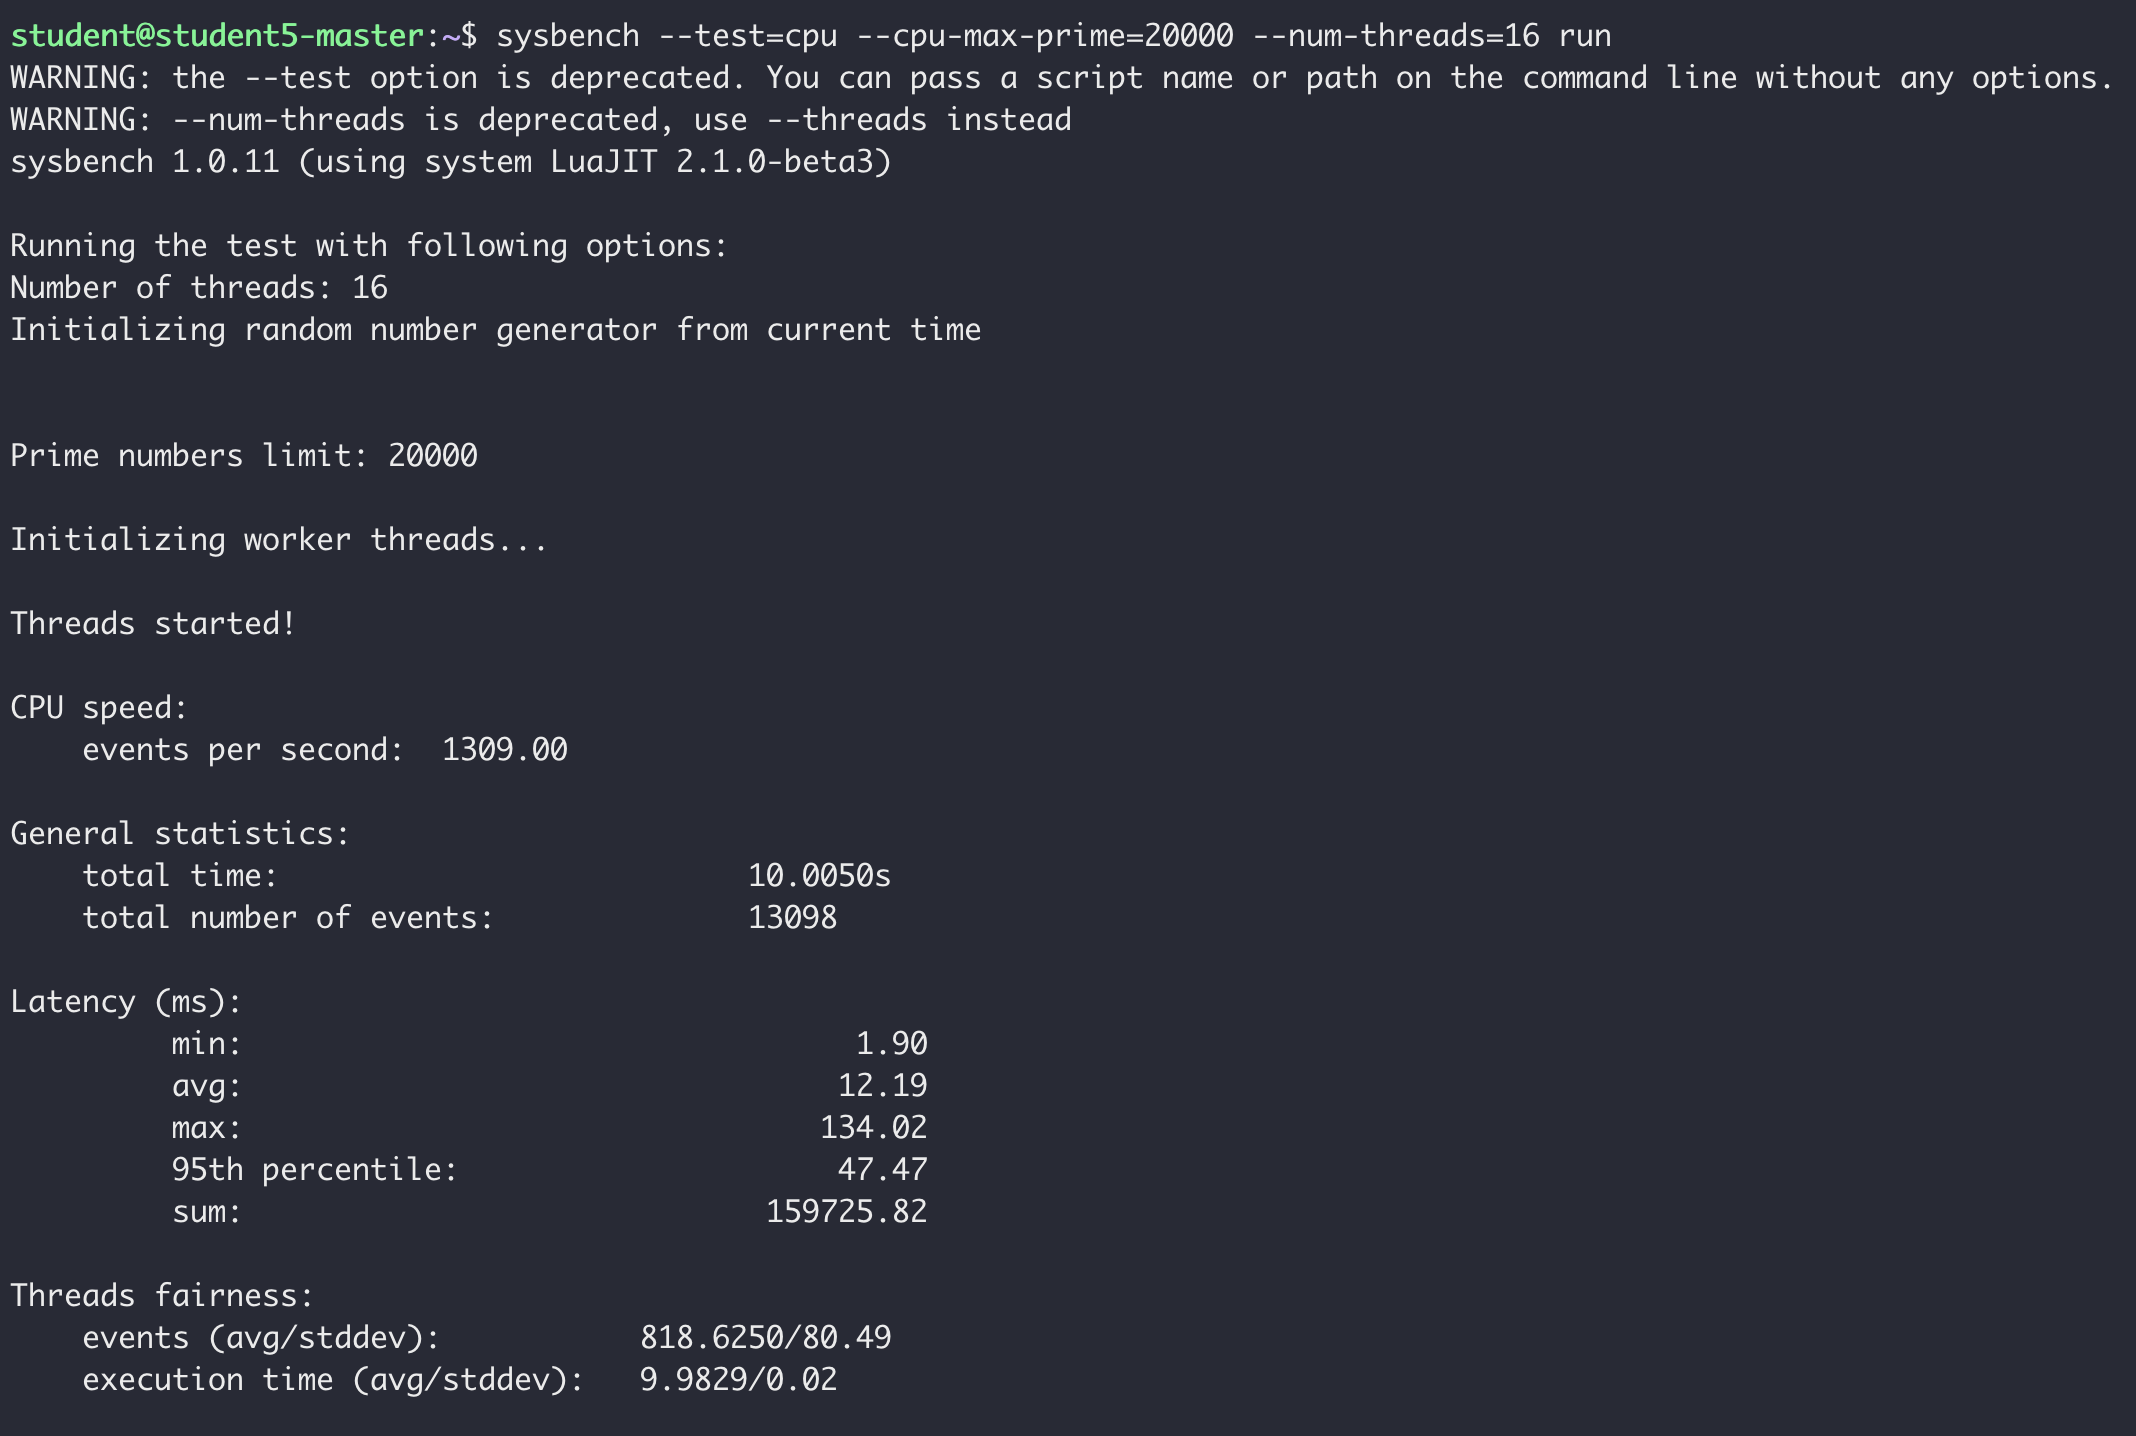 student@student5-master:~$ sysbench --test=cpu --cpu-max-prime=20000 --num-threads=16 run
WARNING: the --test option is deprecated. You can pass a script name or path on the command line without any options.
WARNING: --num-threads is deprecated, use --threads instead
sysbench 1.0.11 (using system LuaJIT 2.1.0-beta3)
Running the test with following options:
Number of threads: 16
Initializing random number generator from current time
Prime numbers limit: 20000
Initializing worker threads...
Threads started!
CPU speed:
events per second: 1309.00
General statistics:
total time: 10.0050s
total number of events: 13098
Latency (ms):
min: 1.90
avg: 12.19
max: 134.02
95th percentile: 47.47
sum: 159725.82
Threads fairness:
events (avg/stddev): 818.6250/80.49
execution time (avg/stddev): 9.9829/0.02